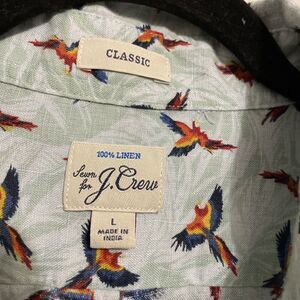 CLASSIC
100% LINEN
Sewn
for J.Crew
L
MADE IN
INDIA